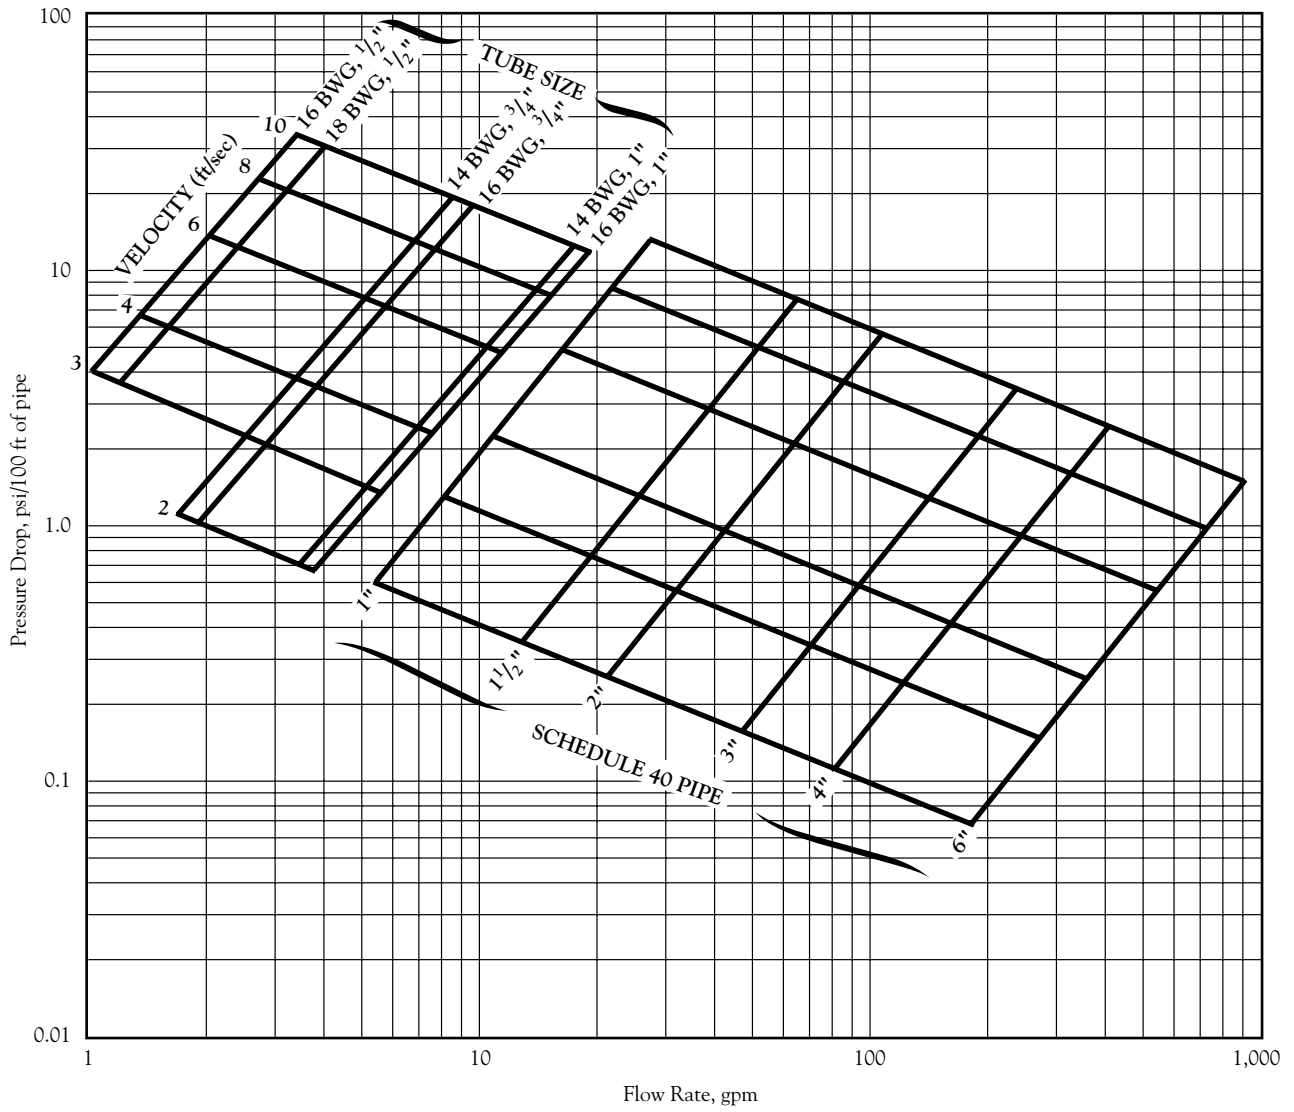 100
10
1.0
0.1
0.01
Pressure Drop, psi/100 ft of pipe
1
10
100
1,000
Flow Rate, gpm
TUBE SIZE
16 BWG, 1/2"
18 BWG, 1/2"
14 BWG, 3/4"
16 BWG, 3/4"
14 BWG, 1"
16 BWG, 1"
VELOCITY (ft/sec)
10
8
6
4
3
2
1"
1 1/2"
2"
3"
4"
6"
SCHEDULE 40 PIPE